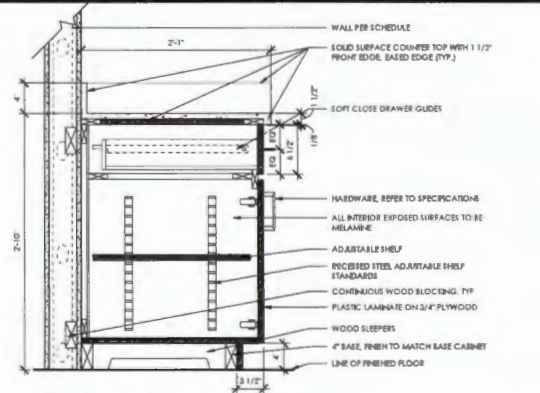 WALL PER SCHEDULE
2'-1"
SOLID SURFACE COUNTER TOP WITH 1 1/2"
FRONT EDGE, EASED EDGE (TYP.)
4"
1 1/2"
SOFT CLOSE DRAWER GLIDES
1/8"
EQ
EQ
6 1/2"
HARDWARE, REFER TO SPECIFICATIONS
ALL INTERIOR EXPOSED SURFACES TO BE
MELAMINE
2'-10"
ADJUSTABLE SHELF
RECESSED STEEL ADJUSTABLE SHELF
STANDARDS
CONTINUOUS WOOD BLOCKING, TYP
PLASTIC LAMINATE ON 3/4" PLYWOOD
WOOD SLEEPERS
4" BASE, FINISH TO MATCH BASE CABINET
4"
LINE OF FINISHED FLOOR
3 1/2"